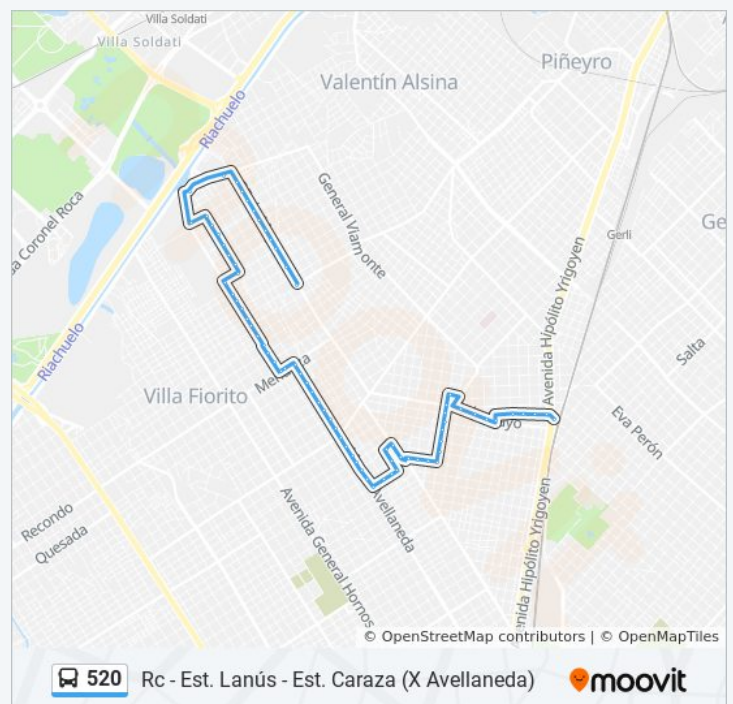 Villa Soldati
Villa Soldati
Riachuelo
Valentín Alsina
Piñeyro
General Viamonte
Coronel Roca
Gerli
Ge
Avenida Hipólito Yrigoyen
Salta
Riachuelo
Villa Fiorito
Eva Perón
Avellaneda
Recondo
Quesada
Avenida General Hornos
Hipólito Yrigoyen
© OpenStreetMap contributors | © OpenMapTiles
520 Rc - Est. Lanús - Est. Caraza (X Avellaneda)
moovit